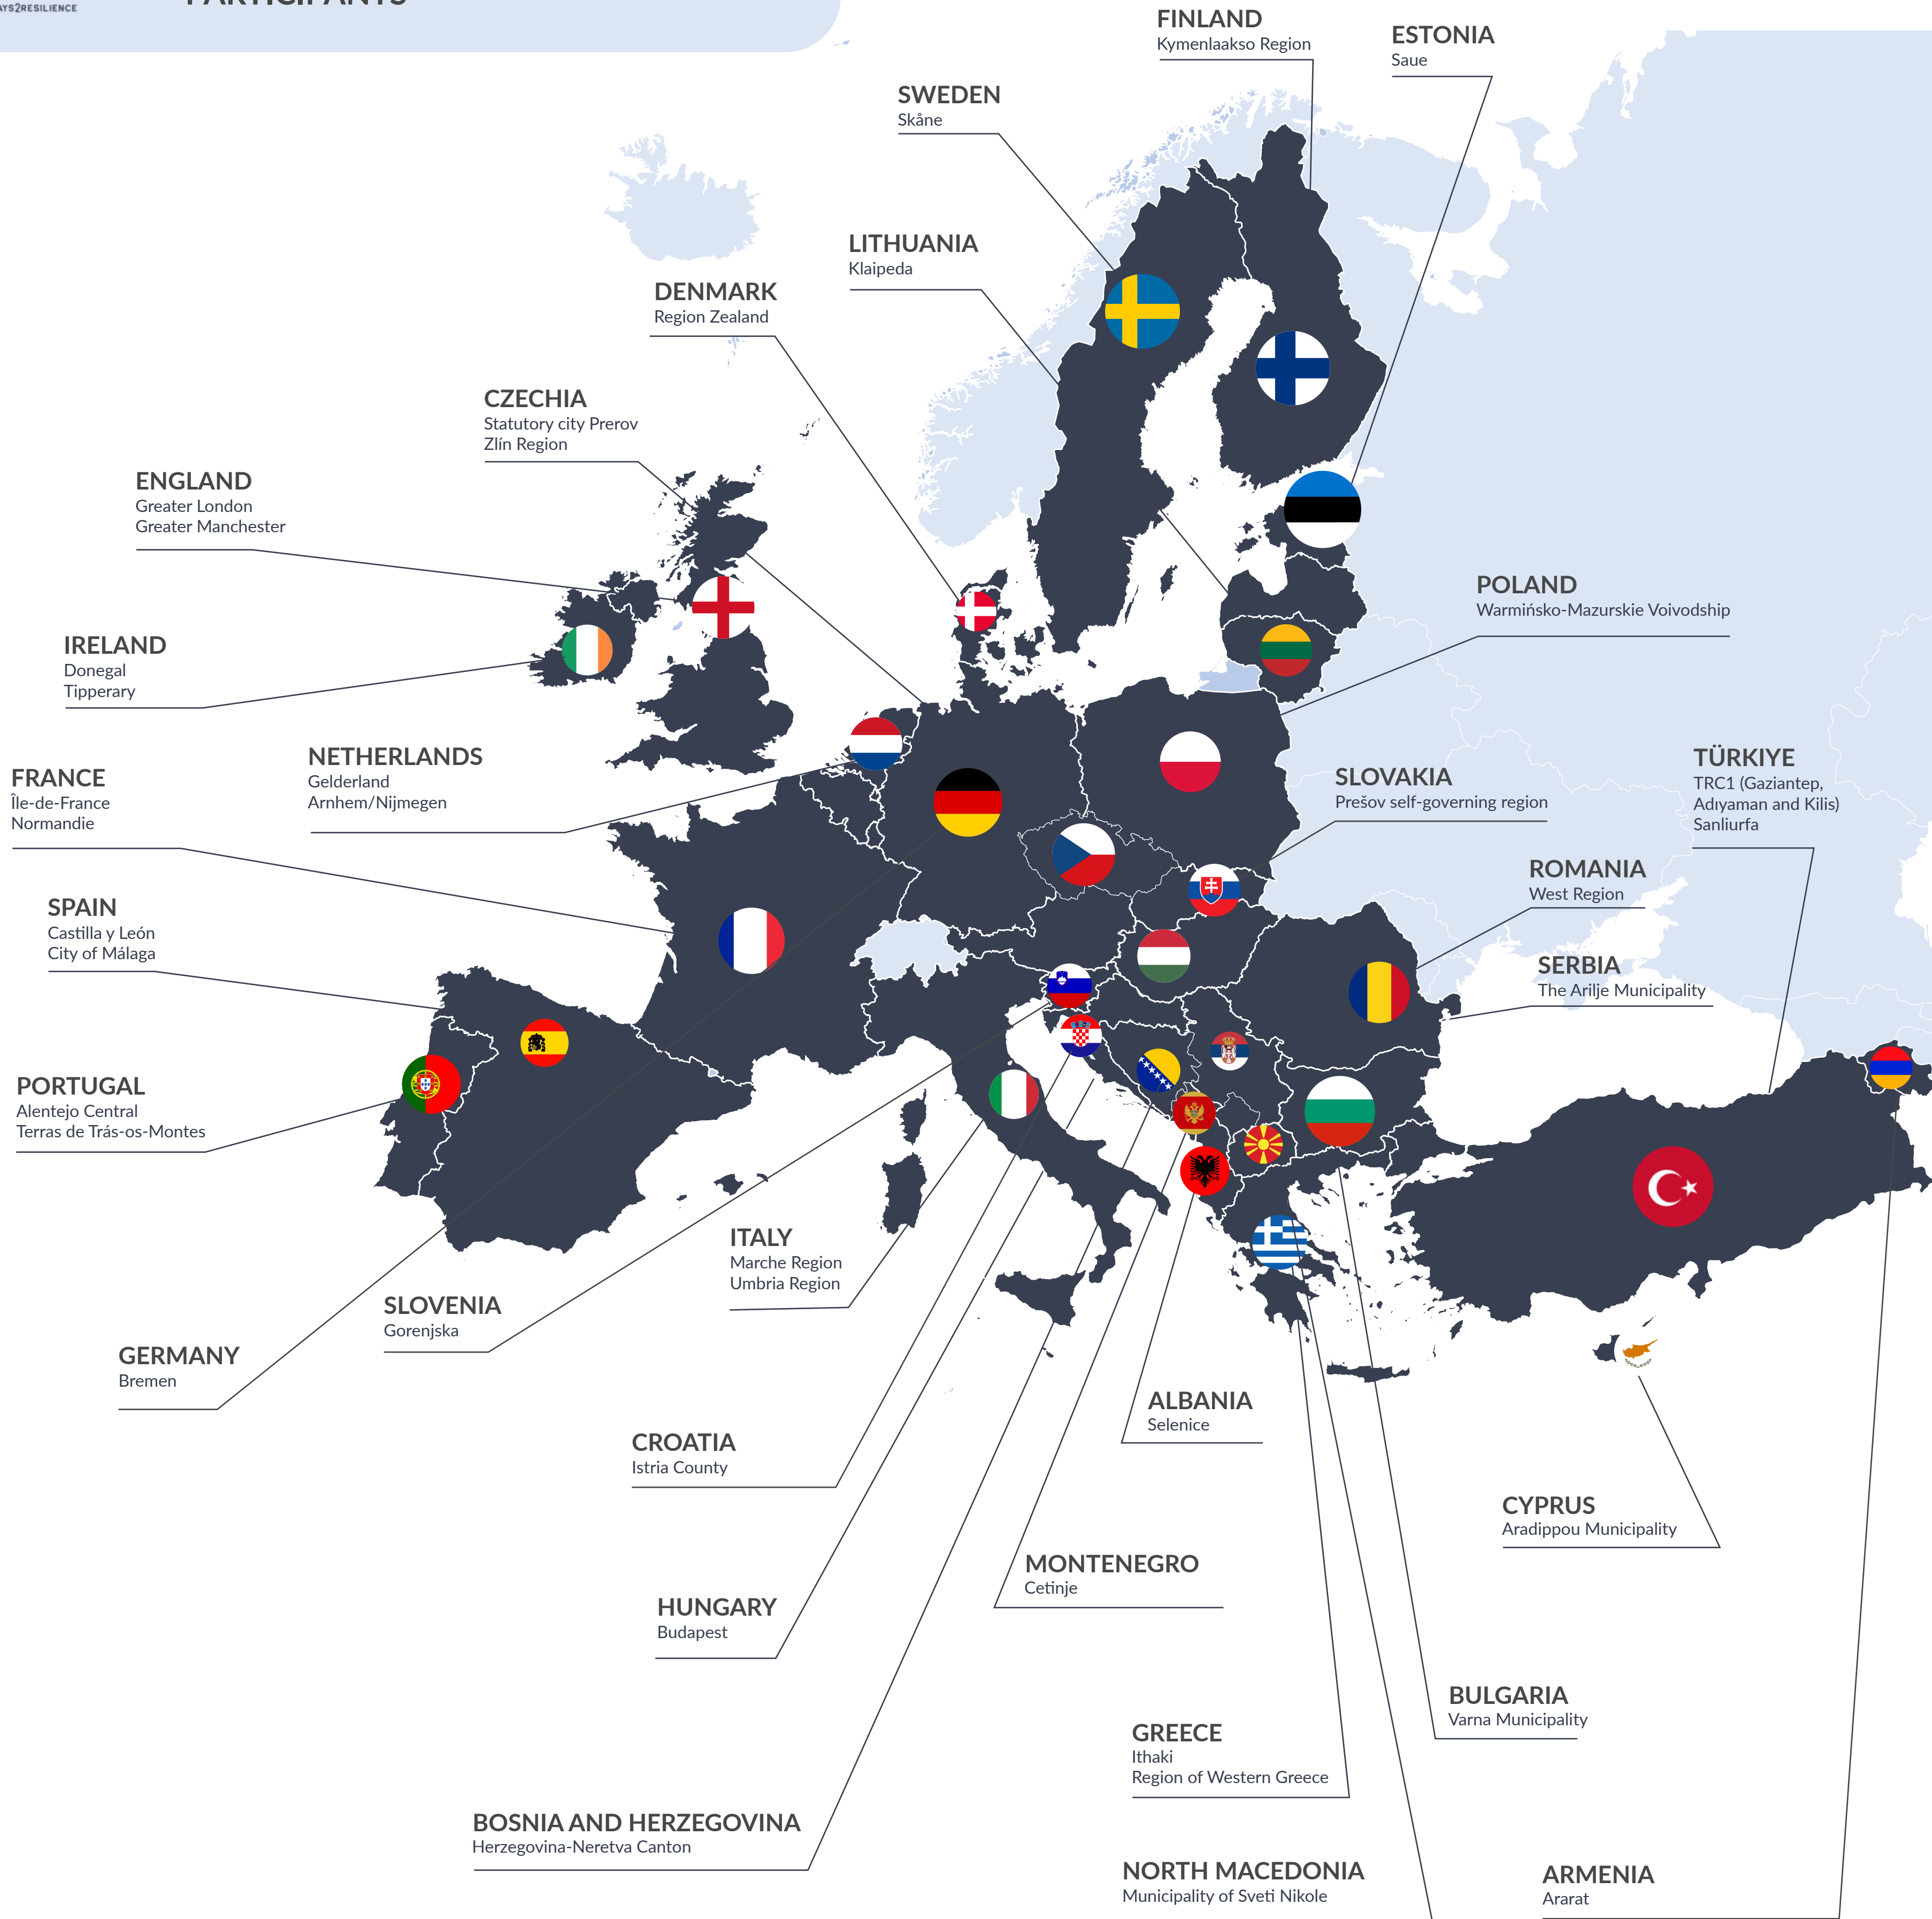 PARTICIPANTS
AYS2RESILIENCE
FINLAND
Kymenlaakso Region
ESTONIA
Saue
SWEDEN
Skåne
LITHUANIA
Klaipeda
DENMARK
Region Zealand
CZECHIA
Statutory city Prerov
Zlín Region
ENGLAND
Greater London
Greater Manchester
POLAND
Warmińsko-Mazurskie Voivodship
IRELAND
Donegal
Tipperary
NETHERLANDS
Gelderland
Arnhem/Nijmegen
FRANCE
Île-de-France
Normandie
SLOVAKIA
Prešov self-governing region
TÜRKIYE
TRC1 (Gaziantep,
Adıyaman and Kilis)
Sanliurfa
ROMANIA
West Region
SPAIN
Castilla y León
City of Málaga
SERBIA
The Arilje Municipality
PORTUGAL
Alentejo Central
Terras de Trás-os-Montes
ITALY
Marche Region
Umbria Region
SLOVENIA
Gorenjska
GERMANY
Bremen
ALBANIA
Selenice
CROATIA
Istria County
CYPRUS
Aradippou Municipality
MONTENEGRO
Cetinje
HUNGARY
Budapest
BULGARIA
Varna Municipality
GREECE
Ithaki
Region of Western Greece
BOSNIA AND HERZEGOVINA
Herzegovina-Neretva Canton
NORTH MACEDONIA
Municipality of Sveti Nikole
ARMENIA
Ararat